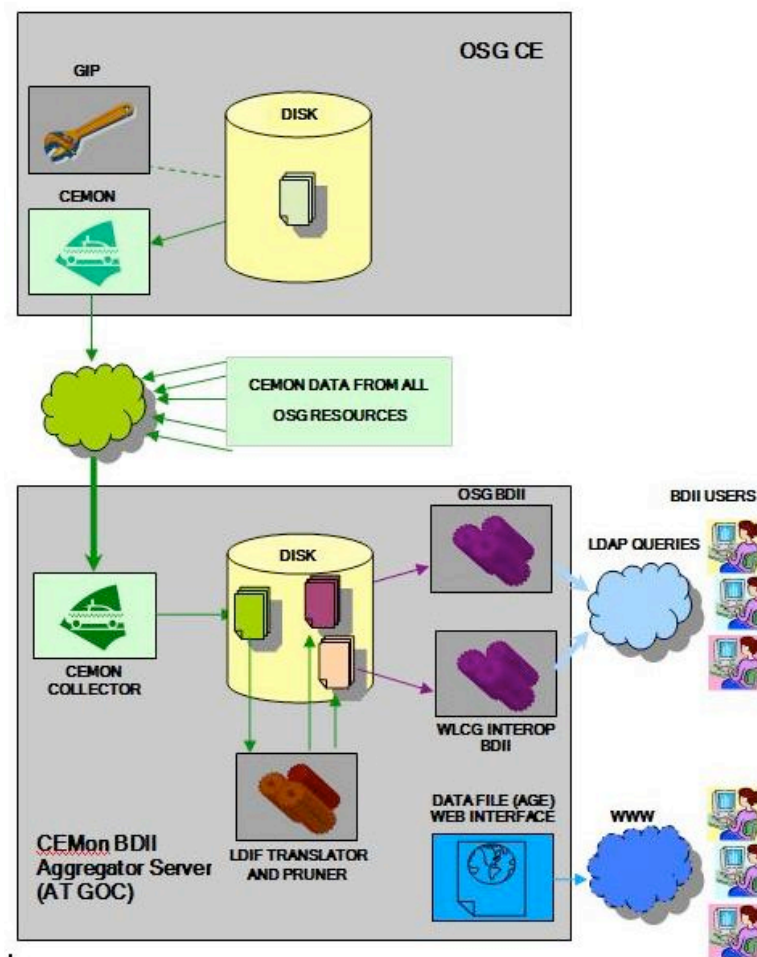 OSG CE
GIP
DISK
CEMON
CEMON DATA FROM ALL
OSG RESOURCES
OSG BDII
BDII USERS
LDAP QUERIES
DISK
CEMON
COLLECTOR
WLCG INTEROP
BDII
DATA FILE (AGE)
WEB INTERFACE
WWW
LDIF TRANSLATOR
AND PRUNER
CEMon BDII
Aggregator Server
(AT GOC)